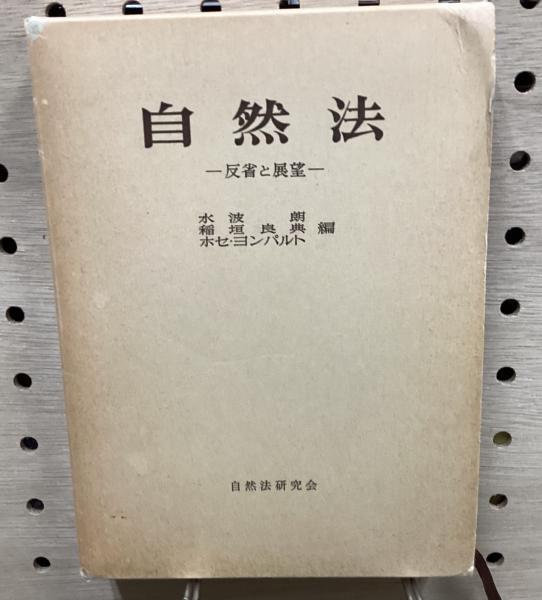 自然法
―反省と展望―
水波朗
稲垣良典 編
ホセ・ヨンパルト
自然法研究会